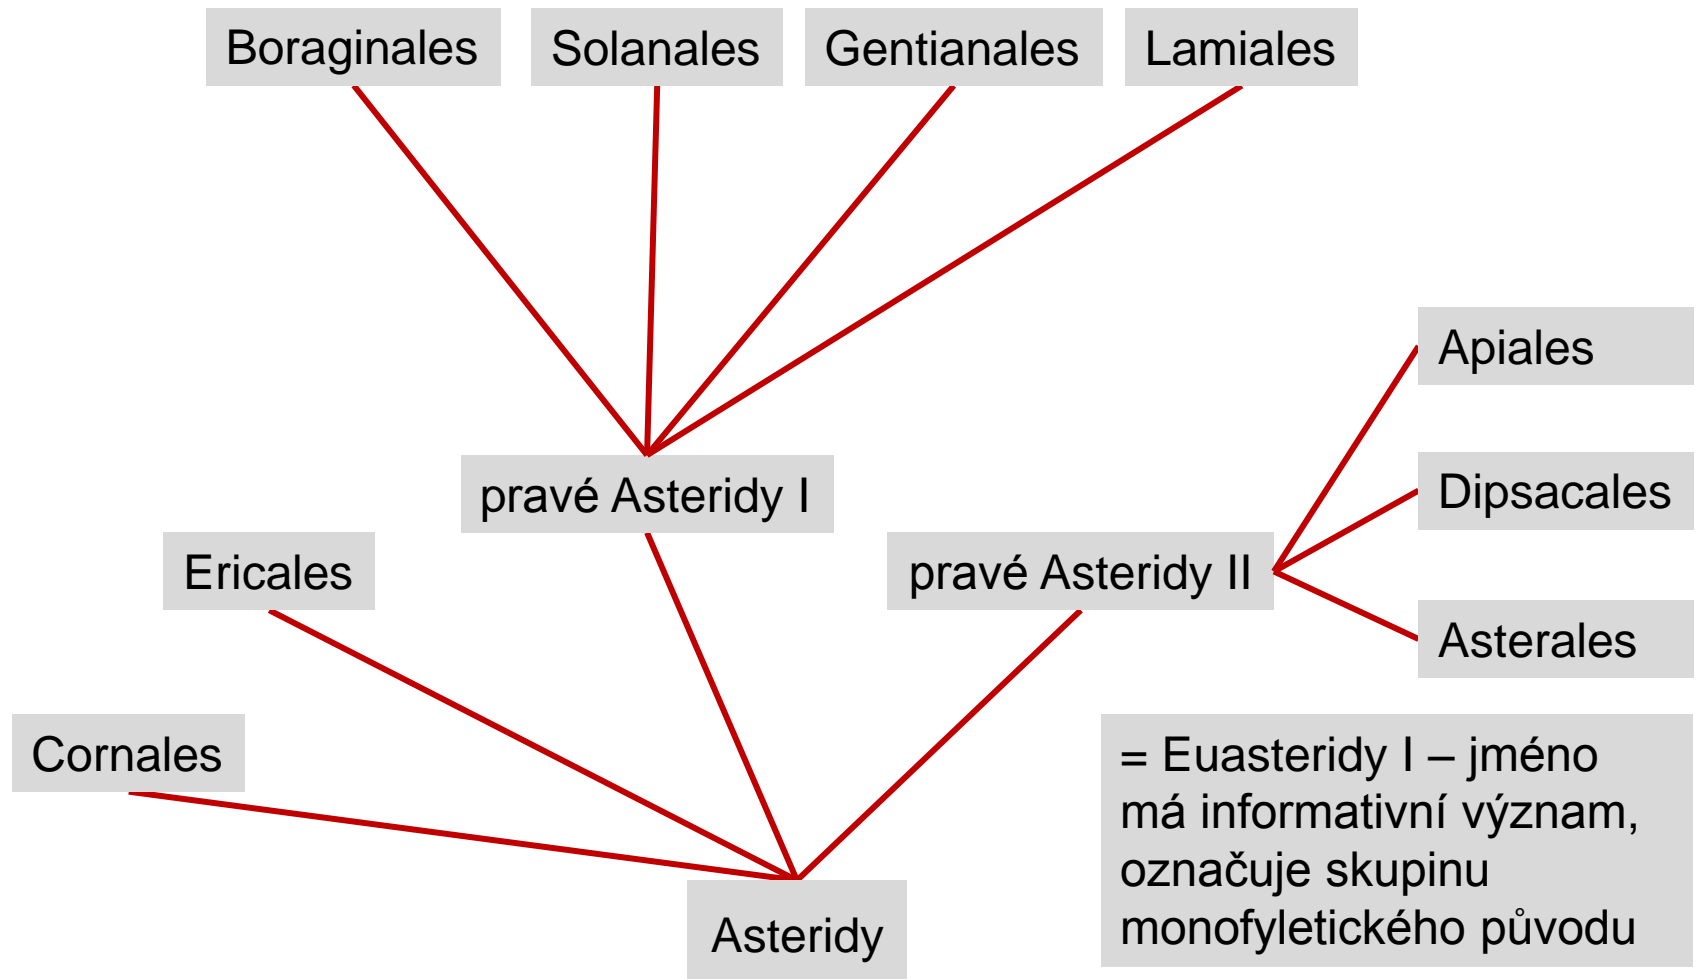 Boraginales
Solanales
Gentianales
Lamiales
Apiales
Dipsacales
Asterales
pravé Asteridy I
pravé Asteridy II
Ericales
Cornales
Asteridy
= Euasteridy I – jméno
má informativní význam,
označuje skupinu
monofyletického původu